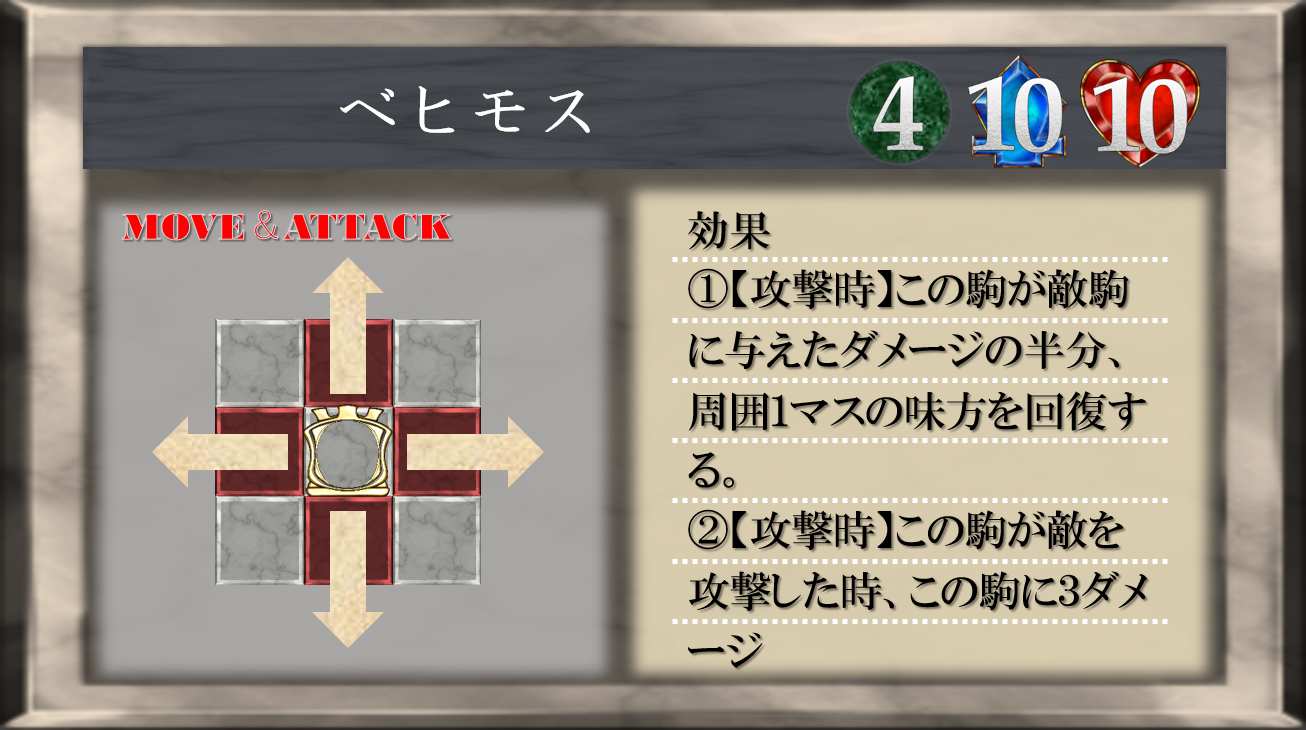 ベヒモス
4 10 10
MOVE & ATTACK
効果
①【攻撃時】この駒が敵駒
に与えたダメージの半分、
周囲1マスの味方を回復す
る。
②【攻撃時】この駒が敵を
攻撃した時、この駒に3ダメ
ージ